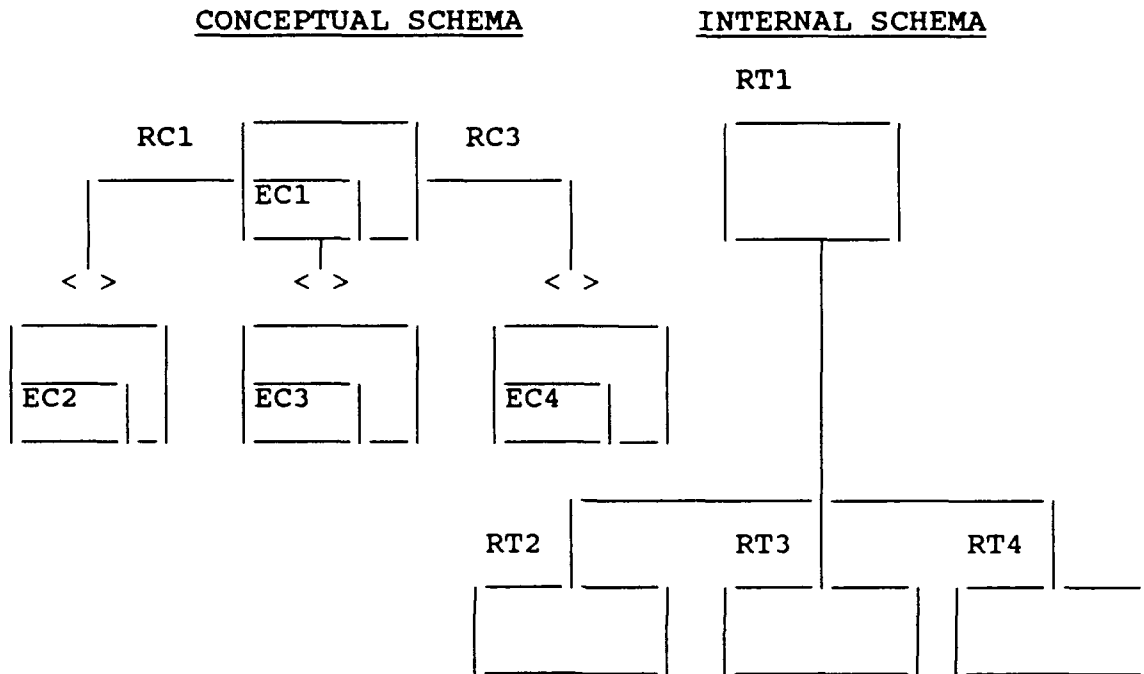 CONCEPTUAL SCHEMA INTERNAL SCHEMA
RT1
RC1 RC3
EC1
< > < > < >
EC2 EC3 EC4
RT2 RT3 RT4